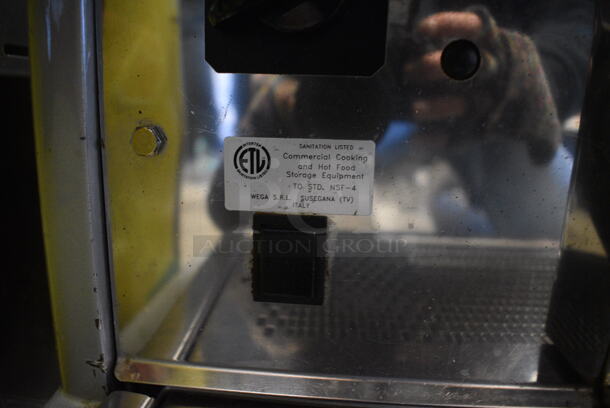 ETL
SANITATION LISTED
Commercial Cooking
and Hot Food
Storage Equipment
TO STD. NSF-4
WEGA S.R.L. SUSEGANA (TV)
ITALY
AUCTION GROUP